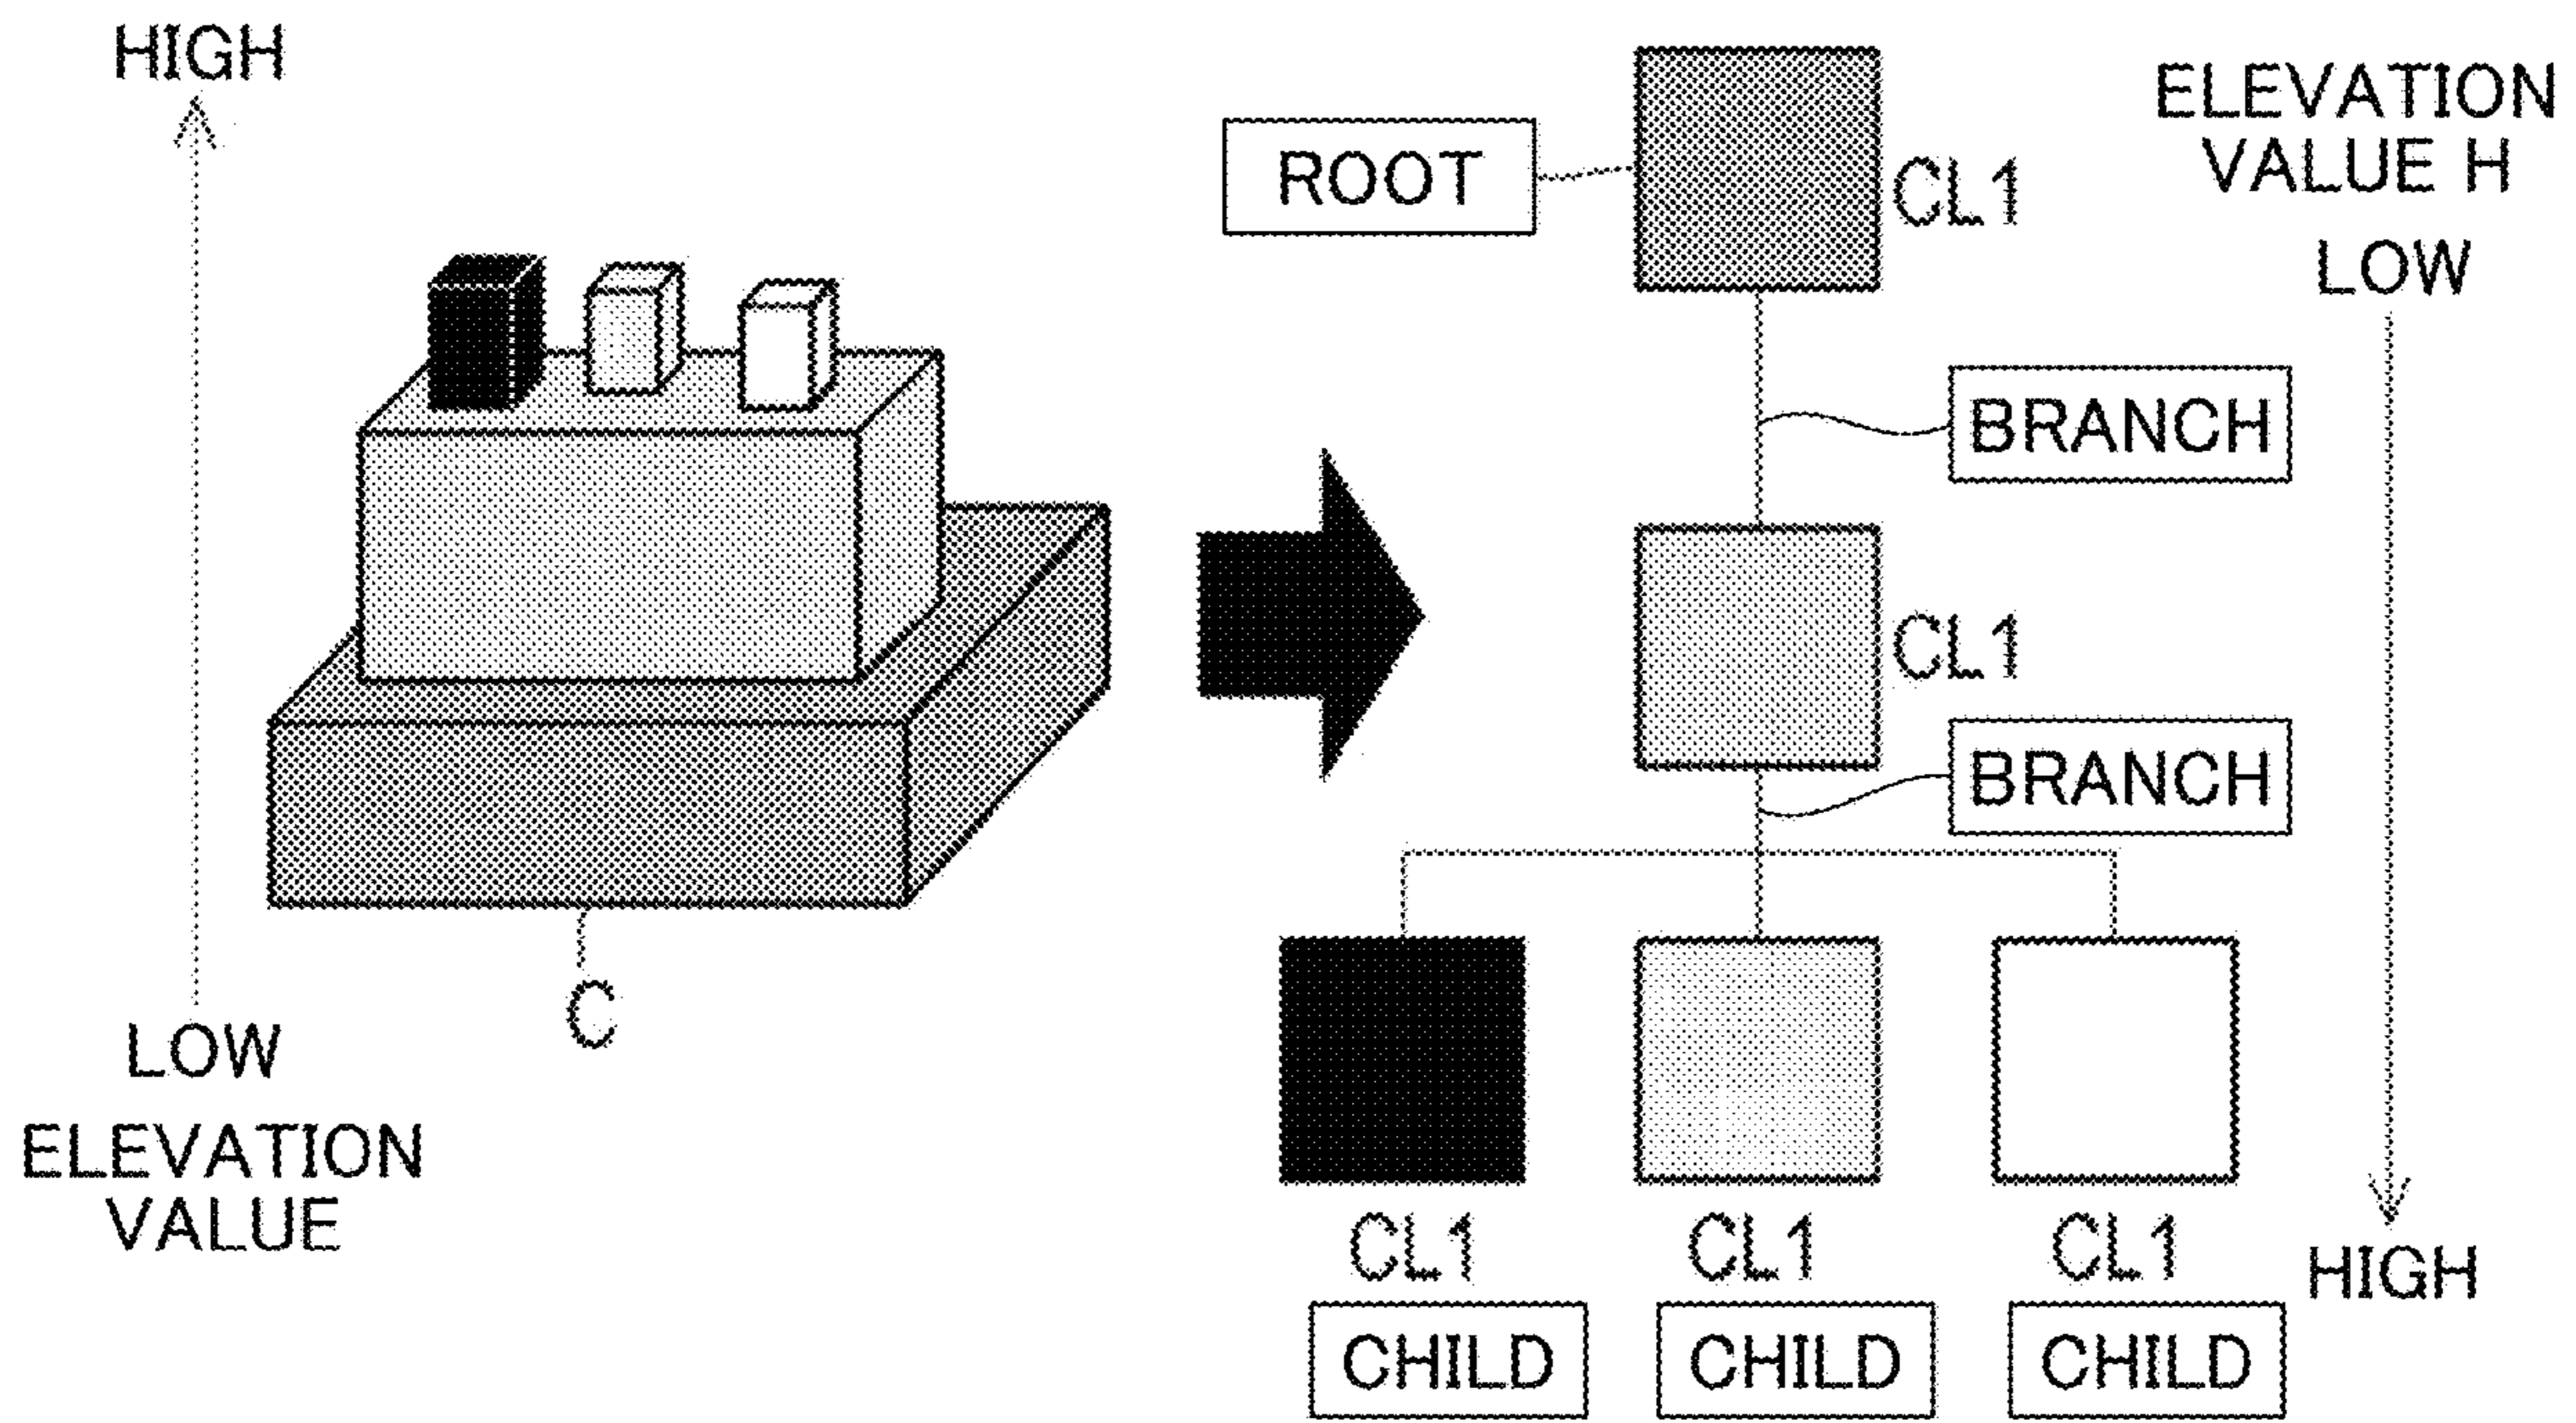 HIGH
LOW
ELEVATION
VALUE
C
ROOT
CL1
ELEVATION
VALUE H
LOW
BRANCH
CL1
BRANCH
CL1
CL1
CL1
HIGH
CHILD
CHILD
CHILD